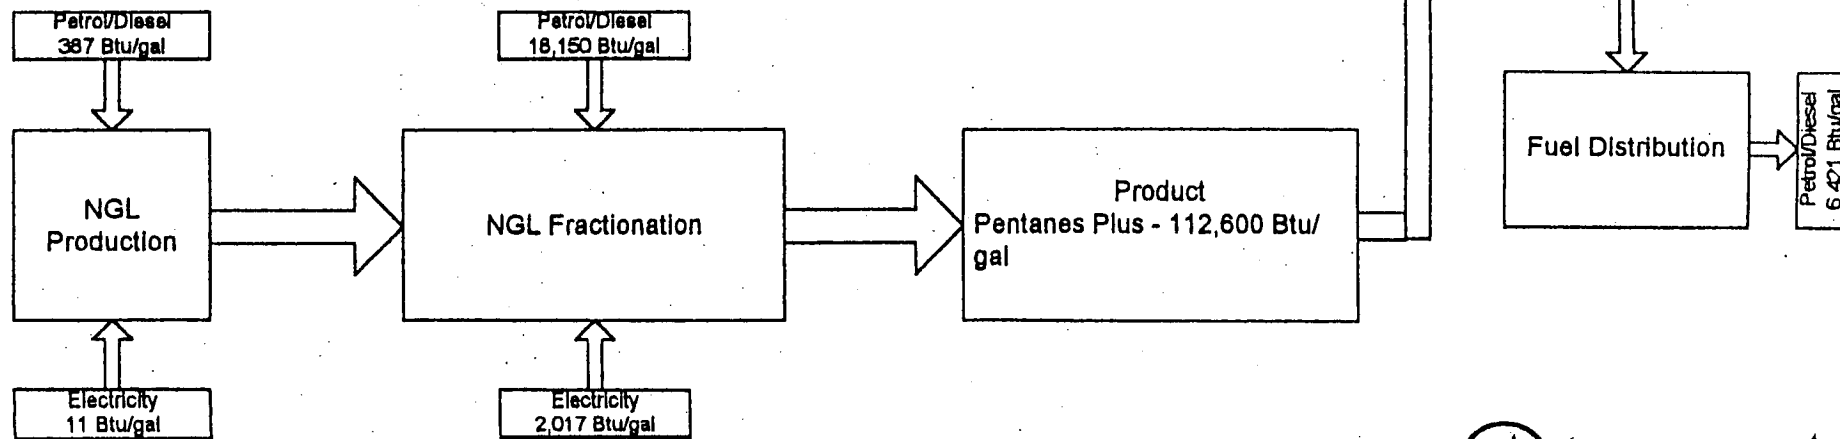 Petrol/Diesel
387 Btu/gal
Petrol/Diesel
18,150 Btu/gal
NGL
Production
NGL Fractionation
Product
Pentanes Plus - 112,600 Btu/
gal
Fuel Distribution
Petrol/Diesel
6,421 Btu/gal
Electricity
11 Btu/gal
Electricity
2,017 Btu/gal